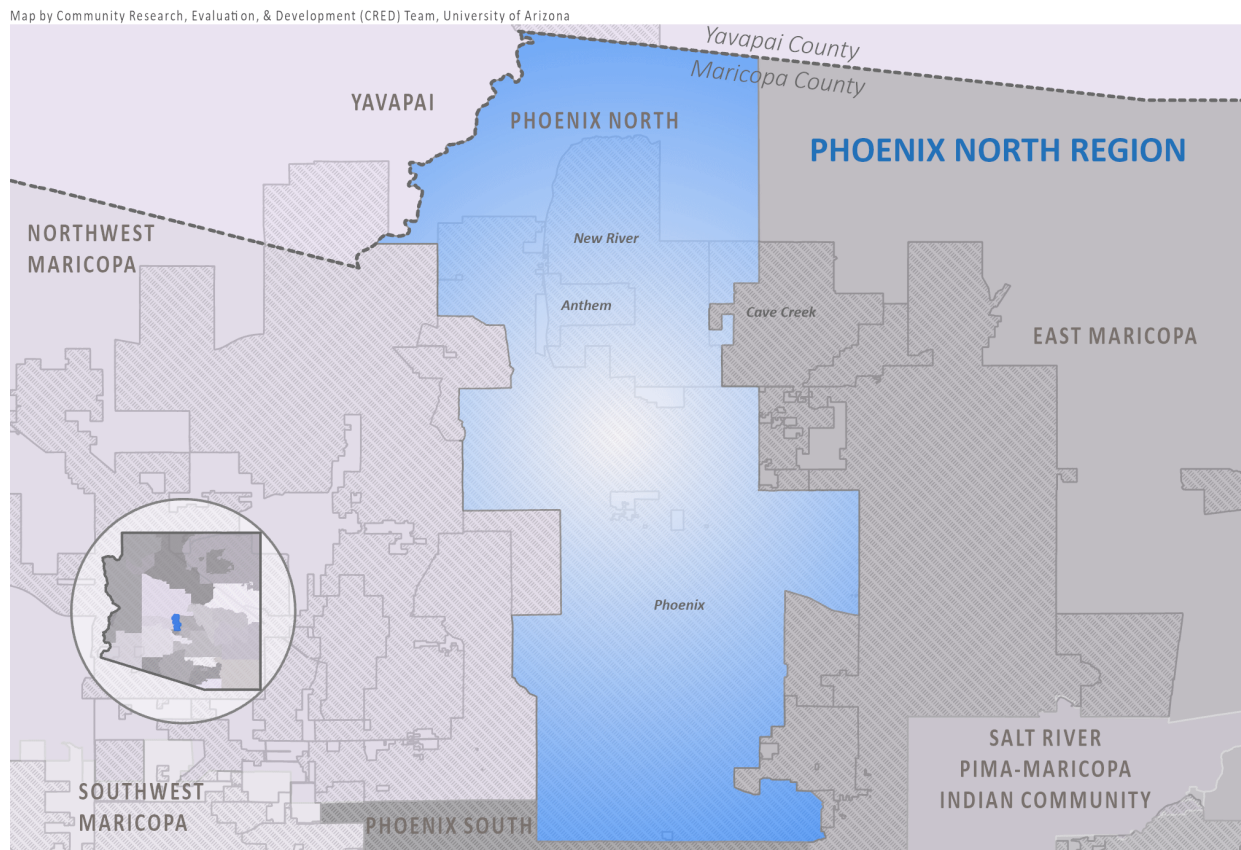 Map by Community Research, Evaluation, & Development (CRED) Team, University of Arizona
Yavapai County
Maricopa County
YAVAPAI
PHOENIX NORTH
PHOENIX NORTH REGION
NORTHWEST
MARICOPA
New River
Anthem
Cave Creek
EAST MARICOPA
Phoenix
SALT RIVER
PIMA-MARICOPA
INDIAN COMMUNITY
SOUTHWEST
MARICOPA
PHOENIX SOUTH